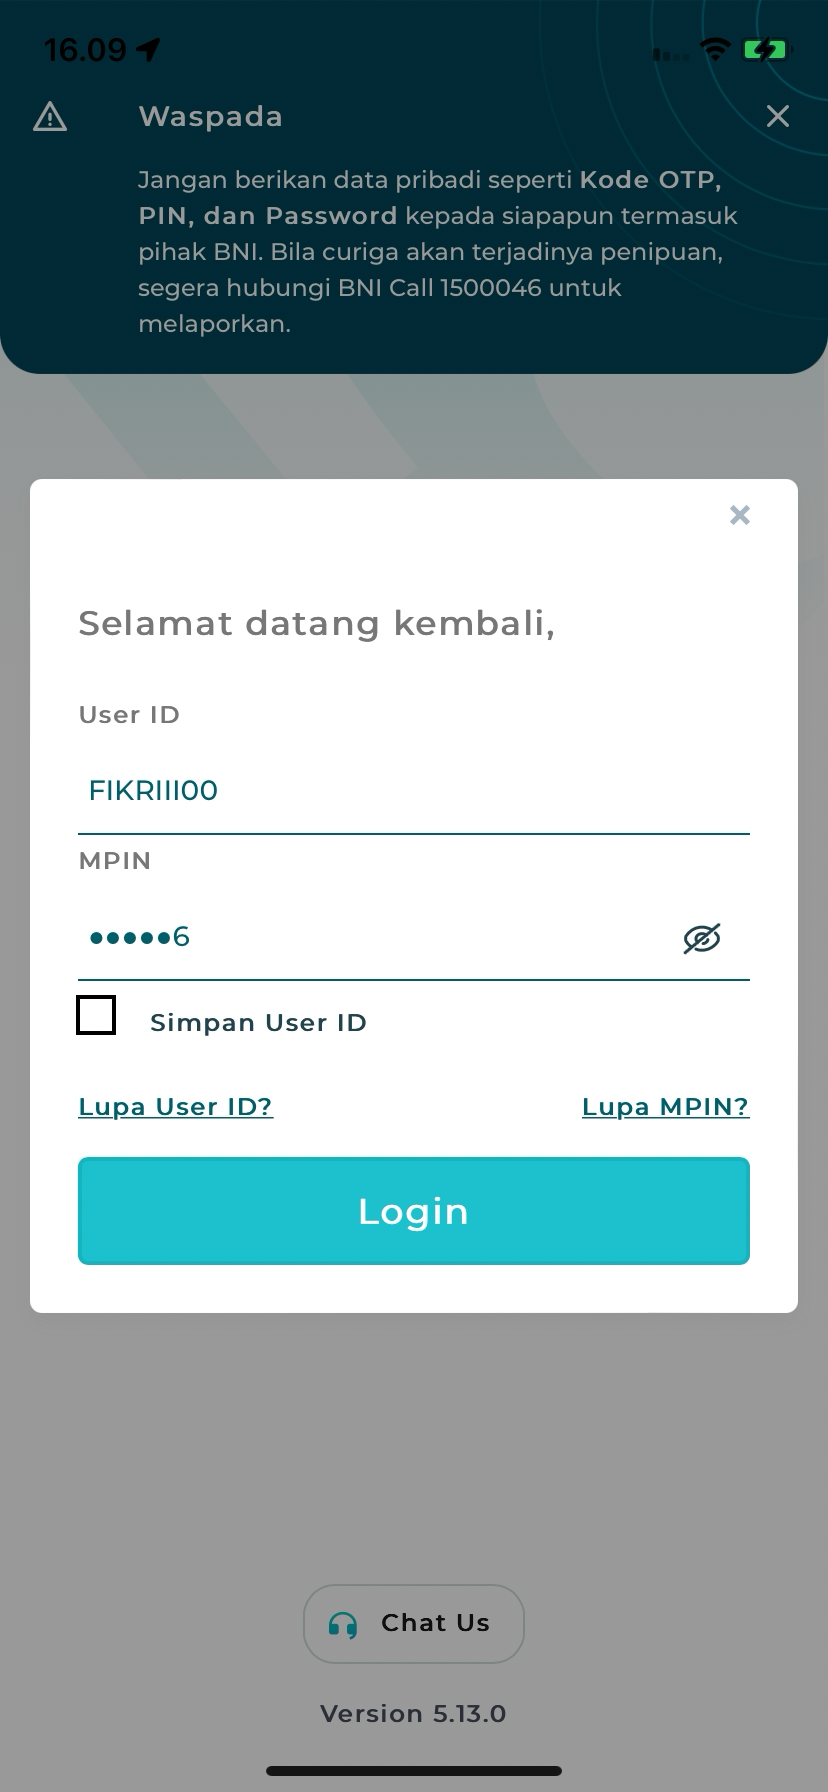 16.09
Waspada
Jangan berikan data pribadi seperti Kode OTP,
PIN, dan Password kepada siapapun termasuk
pihak BNI. Bila curiga akan terjadinya penipuan,
segera hubungi BNI Call 1500046 untuk
melaporkan.
Selamat datang kembali,
User ID
FIKRIII00
MPIN
●●●●●6
Simpan User ID
Lupa User ID? Lupa MPIN?
Login
Chat Us
Version 5.13.0